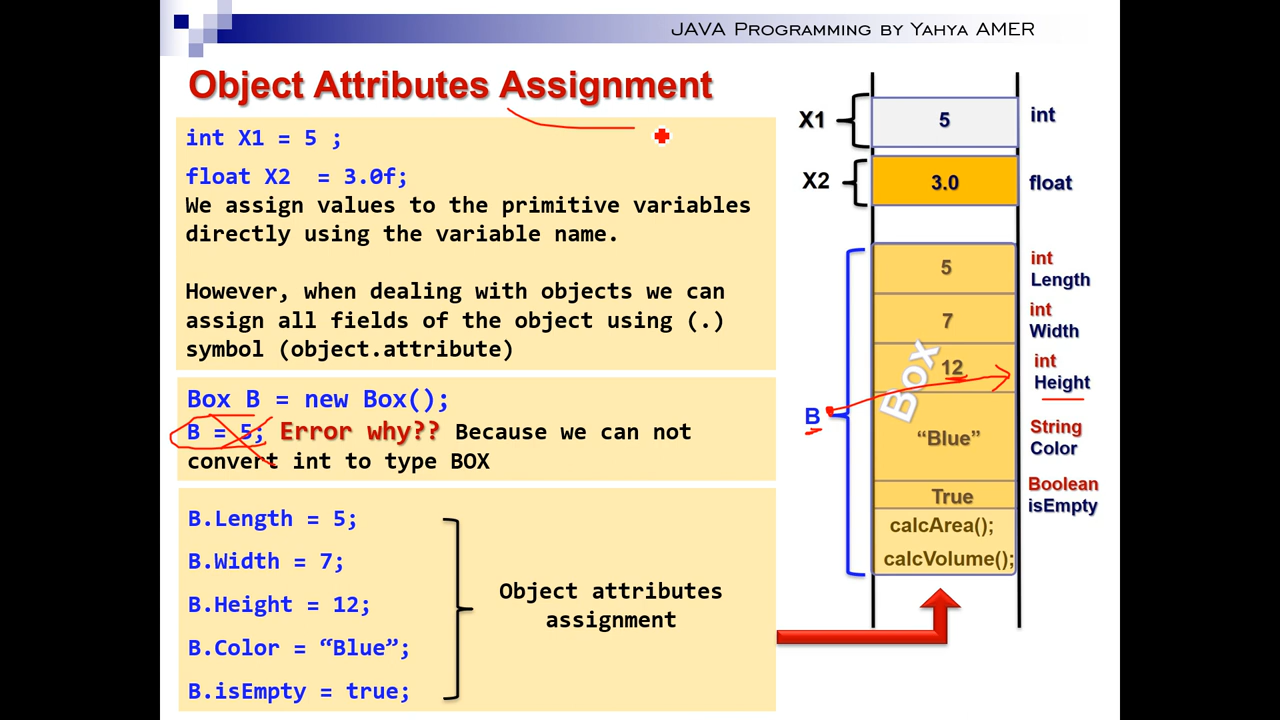 JAVA Programming by Yahya AMER
Object Attributes Assignment
int X1 = 5 ;
float X2 = 3.0f;
We assign values to the primitive variables
directly using the variable name.
However, when dealing with objects we can
assign all fields of the object using (.)
symbol (object.attribute)
Box B = new Box();
B = 5; Error why?? Because we can not
convert int to type BOX
B.Length = 5;
B.Width = 7;
B.Height = 12;
B.Color = “Blue”;
B.isEmpty = true;
Object attributes
assignment
X1
5
int
X2
3.0
float
B
Box
5
int
Length
7
int
Width
12
int
Height
“Blue”
String
Color
True
Boolean
isEmpty
calcArea();
calcVolume();